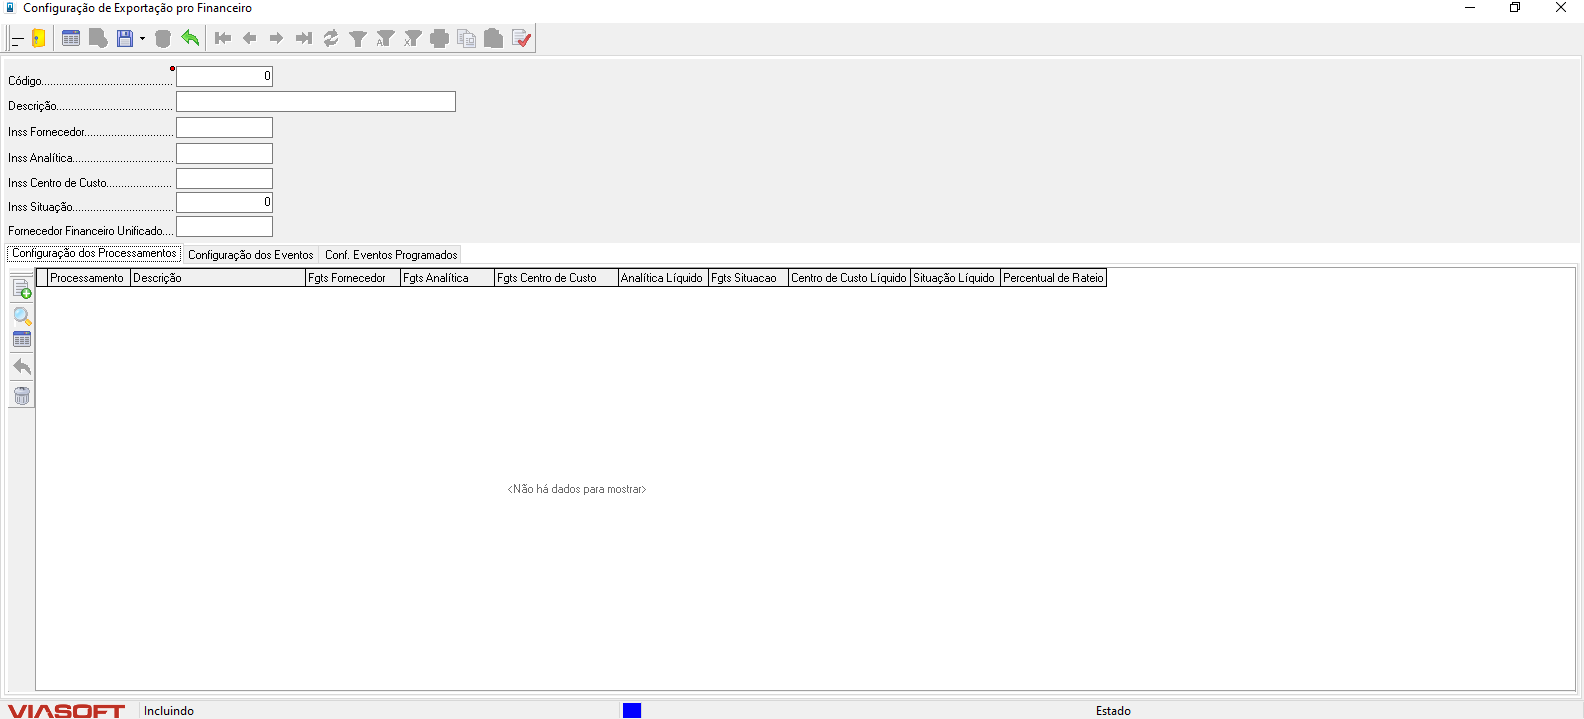 Configuração de Exportação pro Financeiro
Código............................................ 0
Descrição.......................................
Inss Fornecedor..............................
Inss Analítica..................................
Inss Centro de Custo......................
Inss Situação.................................. 0
Fornecedor Financeiro Unificado....
Configuração dos Processamentos Configuração dos Eventos Conf. Eventos Programados
Processamento Descrição Fgts Fornecedor Fgts Analítica Fgts Centro de Custo Analítica Líquido Fgts Situacao Centro de Custo Líquido Situação Líquido Percentual de Rateio
<Não há dados para mostrar>
VIASOFT Incluindo Estado